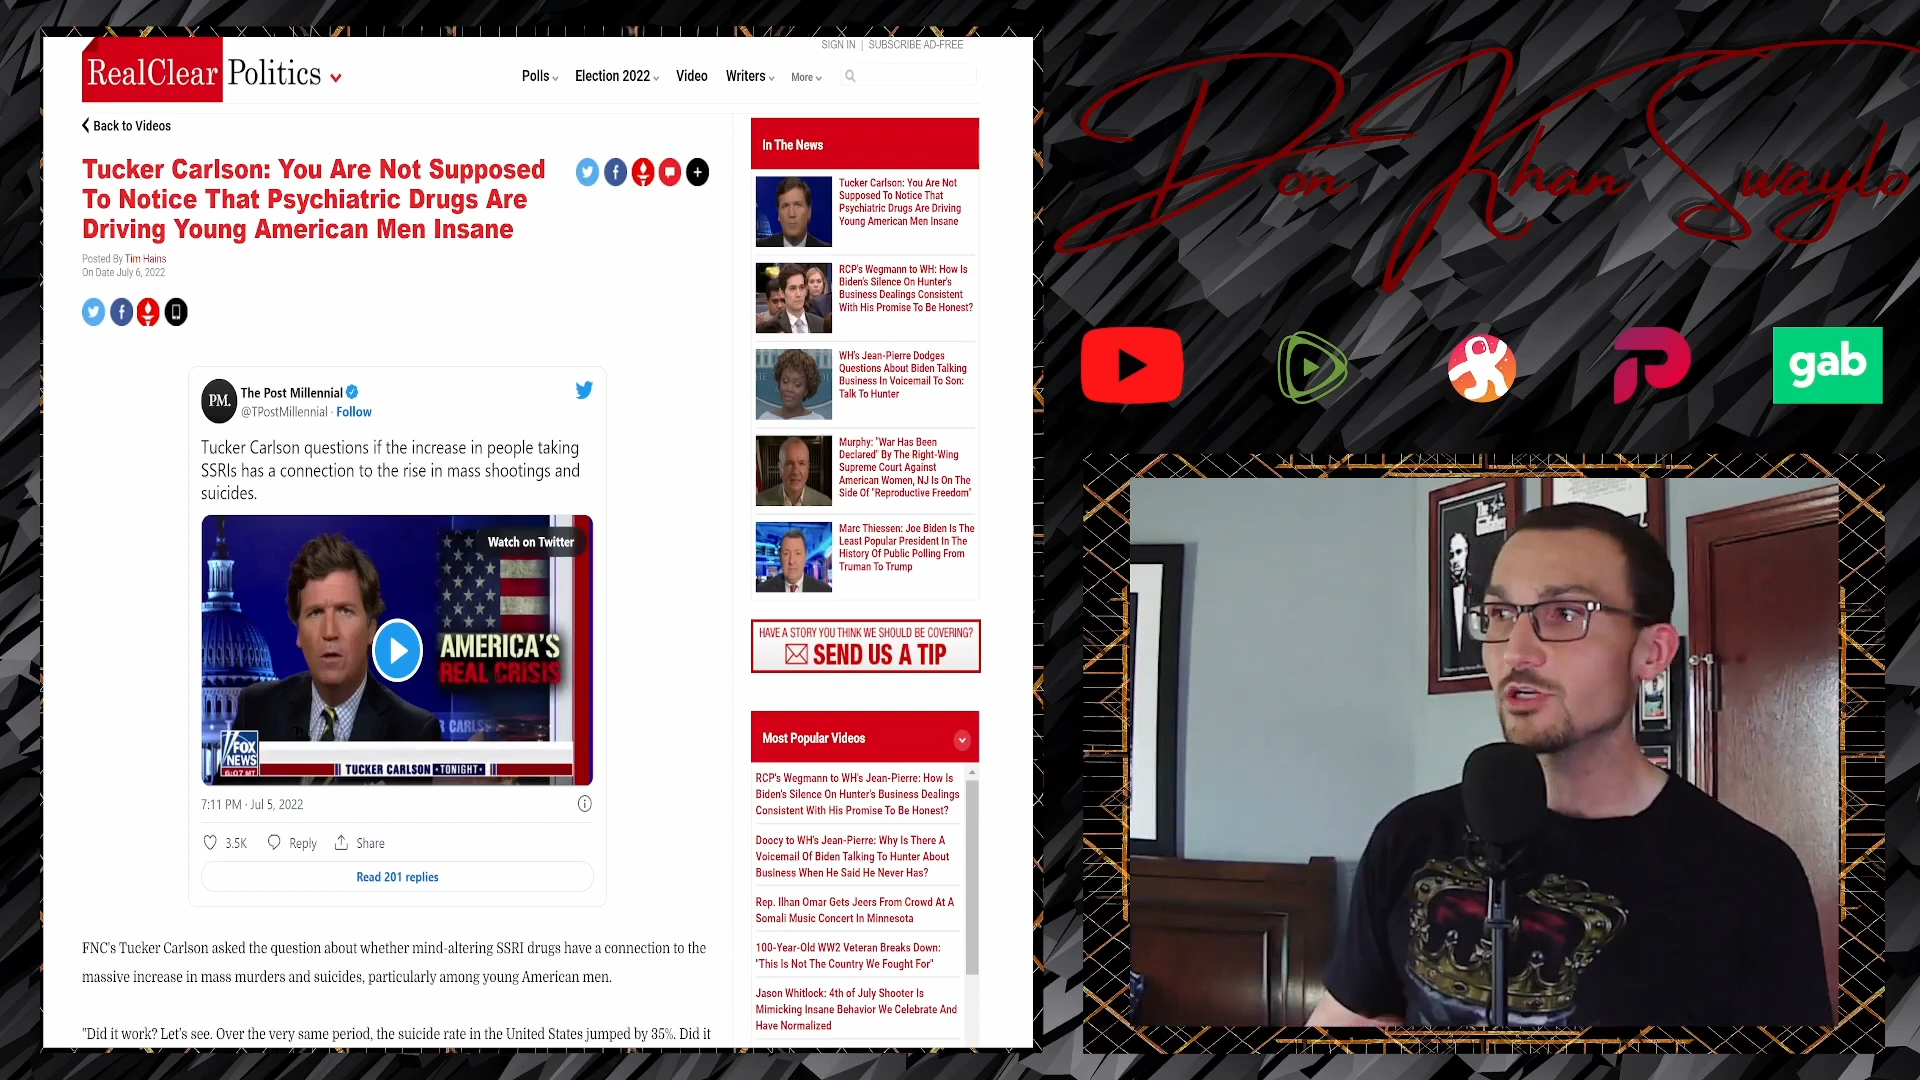 SIGN IN | SUBSCRIBE AD-FREE
RealClear Politics
Polls
Election 2022
Video
Writers
More
Back to Videos
Tucker Carlson: You Are Not Supposed
To Notice That Psychiatric Drugs Are
Driving Young American Men Insane
Posted By Tim Hains
On Date July 6, 2022
PM.
The Post Millennial
@TPostMillennial · Follow
Tucker Carlson questions if the increase in people taking
SSRIs has a connection to the rise in mass shootings and
suicides.
Watch on Twitter
AMERICA'S
REAL CRISIS
R CARLS
FOX
NEWS
6:07 MT
TUCKER CARLSON • TONIGHT
7:11 PM · Jul 5, 2022
3.5K
Reply
Share
Read 201 replies
FNC's Tucker Carlson asked the question about whether mind-altering SSRI drugs have a connection to the
massive increase in mass murders and suicides, particularly among young American men.
"Did it work? Let's see. Over the very same period, the suicide rate in the United States jumped by 35%. Did it
In The News
Tucker Carlson: You Are Not
Supposed To Notice That
Psychiatric Drugs Are Driving
Young American Men Insane
RCP's Wegmann to WH: How Is
Biden's Silence On Hunter's
Business Dealings Consistent
With His Promise To Be Honest?
WH's Jean-Pierre Dodges
Questions About Biden Talking
Business In Voicemail To Son:
Talk To Hunter
Murphy: "War Has Been
Declared" By The Right-Wing
Supreme Court Against
American Women, NJ Is On The
Side Of "Reproductive Freedom"
Marc Thiessen: Joe Biden Is The
Least Popular President In The
History Of Public Polling From
Truman To Trump
HAVE A STORY YOU THINK WE SHOULD BE COVERING?
SEND US A TIP
Most Popular Videos
RCP's Wegmann to WH's Jean-Pierre: How Is
Biden's Silence On Hunter's Business Dealings
Consistent With His Promise To Be Honest?
Doocy to WH's Jean-Pierre: Why Is There A
Voicemail Of Biden Talking To Hunter About
Business When He Said He Never Has?
Rep. Ilhan Omar Gets Jeers From Crowd At A
Somali Music Concert In Minnesota
100-Year-Old WW2 Veteran Breaks Down:
"This Is Not The Country We Fought For"
Jason Whitlock: 4th of July Shooter Is
Mimicking Insane Behavior We Celebrate And
Have Normalized
Don Khan Swaylo
gab